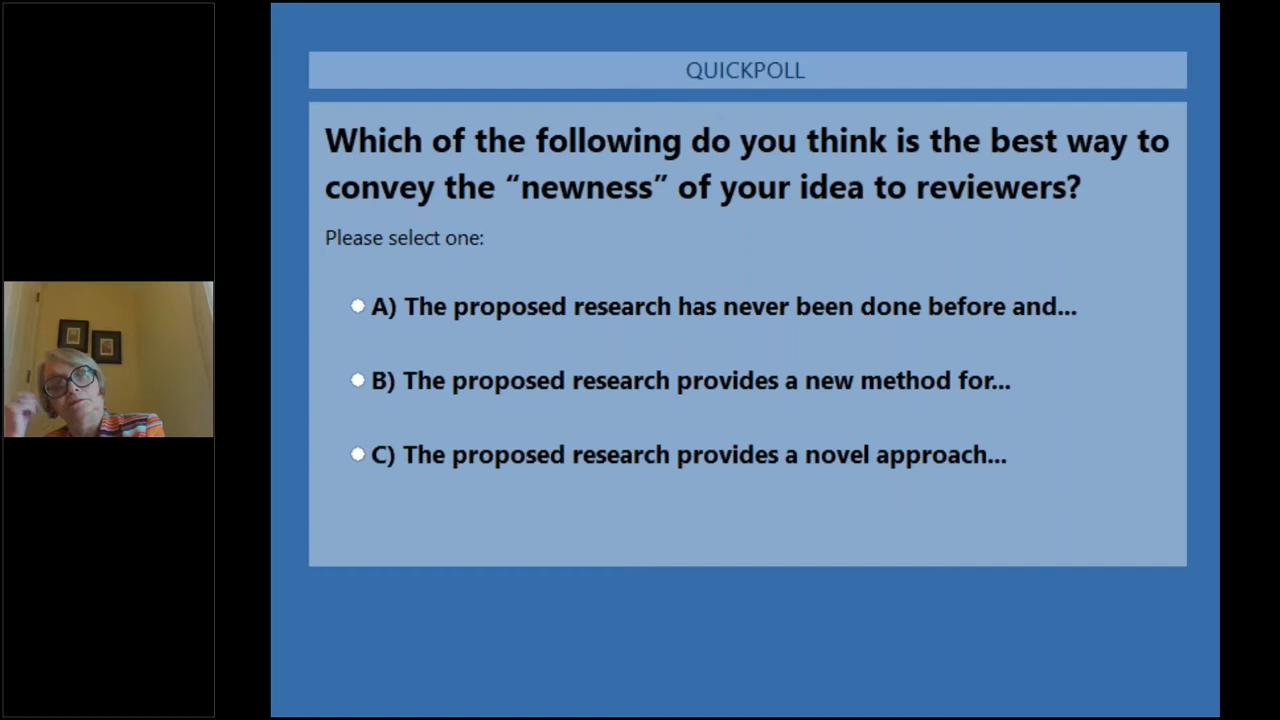 QUICKPOLL
Which of the following do you think is the best way to
convey the “newness” of your idea to reviewers?
Please select one:
A) The proposed research has never been done before and...
B) The proposed research provides a new method for...
C) The proposed research provides a novel approach...